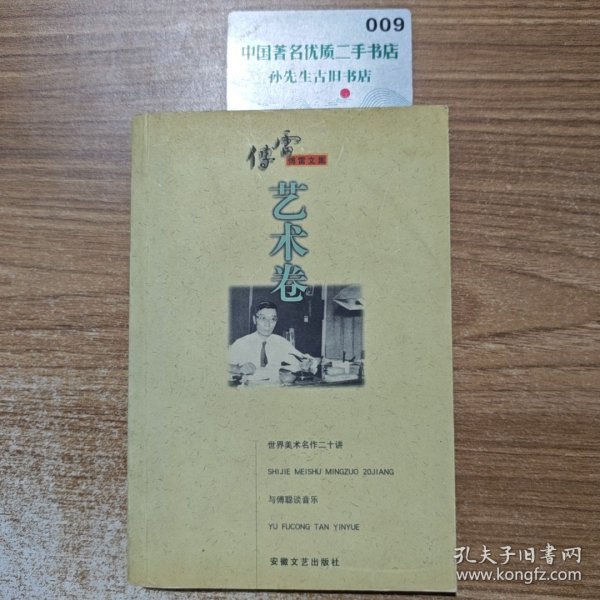 009
中国著名优质二手书店
孙先生古旧书店
傅雷
傅雷文集
艺术卷
世界美术名作二十讲
SHIJIE MEISHU MINGZUO 20JIANG
与傅聪谈音乐
YU FUCONG TAN YINYUE
安徽文艺出版社
孔夫子旧书网
www.kongfz.com